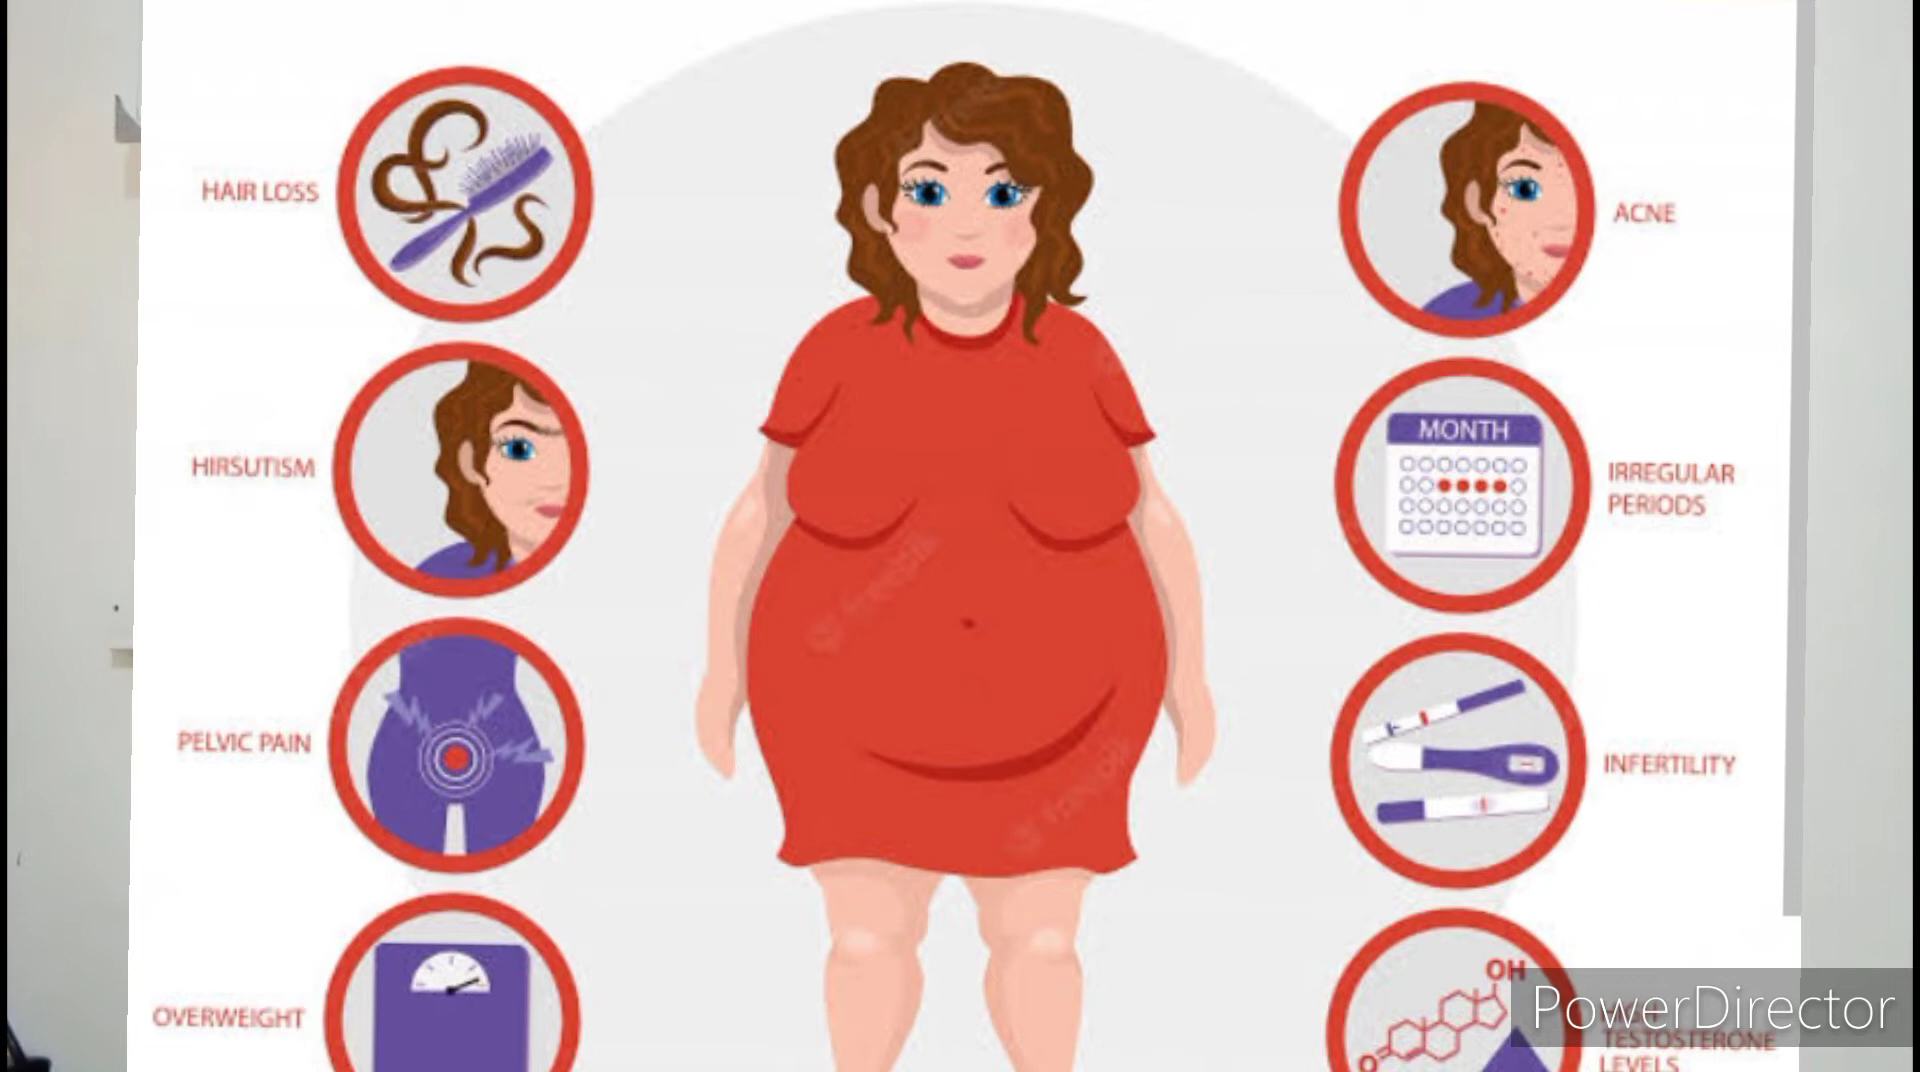 HAIR LOSS
ACNE
HIRSUTISM
MONTH
IRREGULAR
PERIODS
PELVIC PAIN
INFERTILITY
OVERWEIGHT
OH
O
PowerDirector
TESTOSTERONE
LEVELS